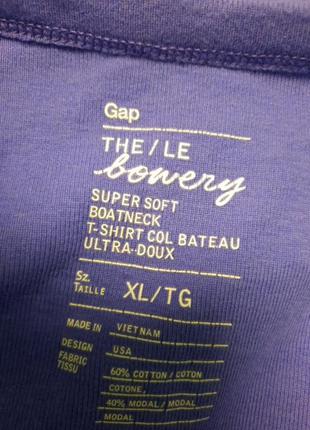 Gap
THE/LE
bowery
SUPER SOFT
BOATNECK
T-SHIRT COL BATEAU
ULTRA-DOUX
Sz.
TAILLE XL/TG
MADE IN VIETNAM
DESIGN USA
FABRIC
TISSU 60% COTTON / COTON
COTONE,
40% MODAL / MODAL
MODAL